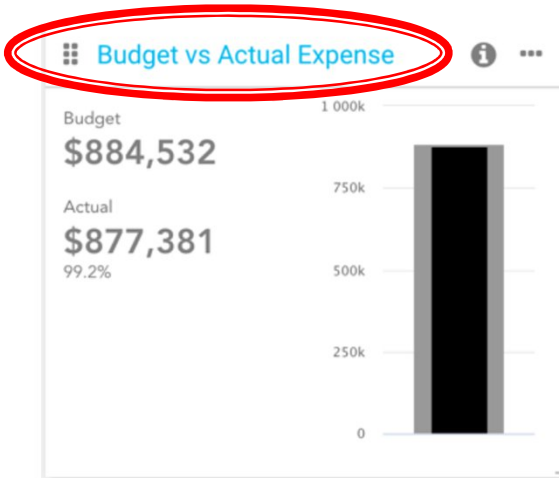 Budget vs Actual Expense
Budget
$884,532
Actual
$877,381
99.2%
1 000k
750k
500k
250k
0